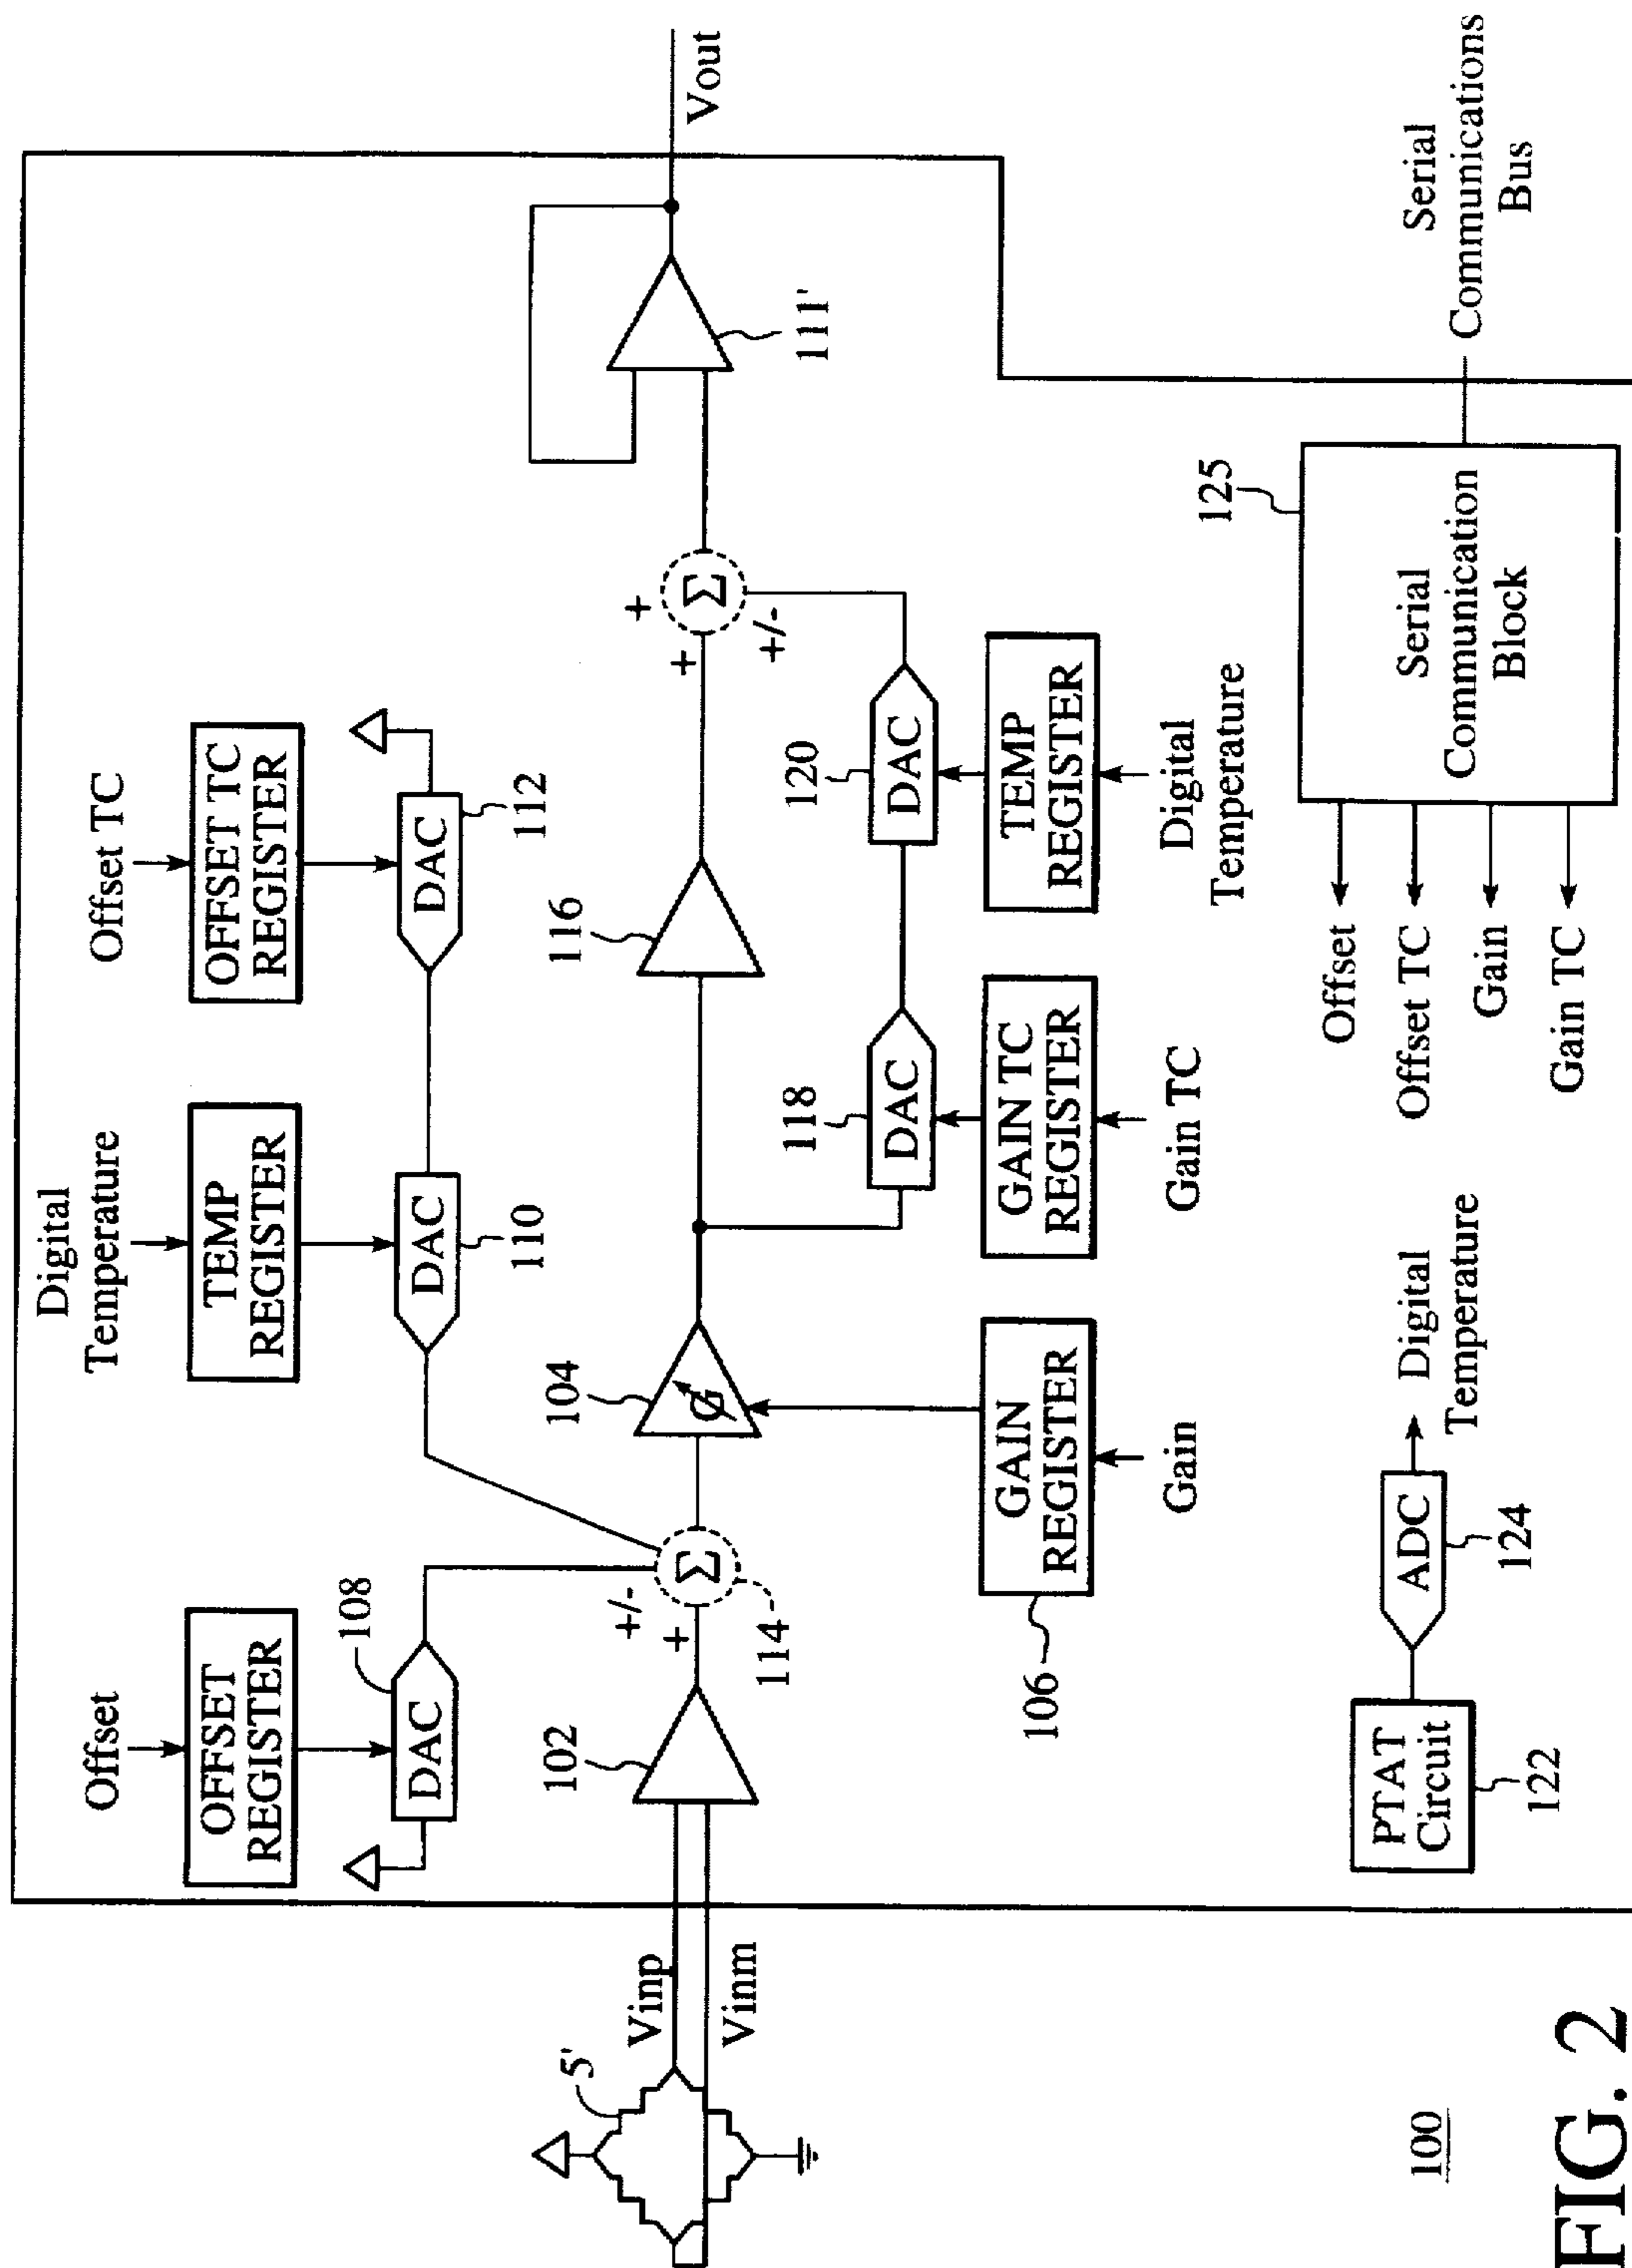 Offset
OFFSET
REGISTER
DAC
108
Digital
Temperature
TEMP
REGISTER
DAC
110
Offset TC
OFFSET TC
REGISTER
DAC
112
5'
Vinp
Vinm
102
+/-
+
Σ
114
104
116
+
+
Σ
+/-
111'
Vout
106
GAIN
REGISTER
Gain
118
DAC
GAIN TC
REGISTER
Gain TC
120
DAC
TEMP
REGISTER
Digital
Temperature
PTAT
Circuit
122
ADC
124
Digital
Temperature
Offset
Offset TC
Gain
Gain TC
125
Serial
Communication
Block
Serial
Communications
Bus
100
FIG. 2